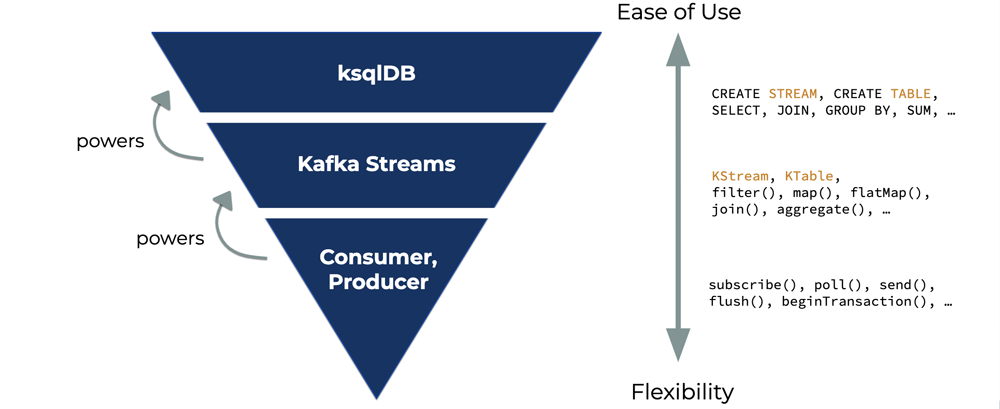 Ease of Use
ksqlDB
CREATE STREAM, CREATE TABLE,
SELECT, JOIN, GROUP BY, SUM, …
powers
Kafka Streams
KStream, KTable,
filter(), map(), flatMap(),
join(), aggregate(), …
powers
Consumer,
Producer
subscribe(), poll(), send(),
flush(), beginTransaction(), …
Flexibility